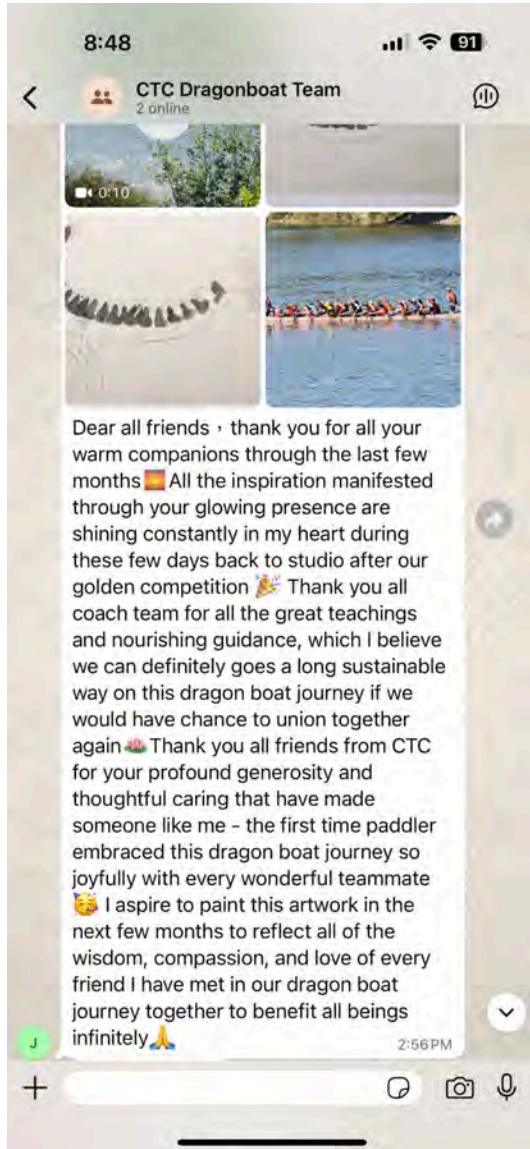 8:48
91
CTC Dragonboat Team
2 online
0:10
Dear all friends，thank you for all your
warm companions through the last few
months🌅All the inspiration manifested
through your glowing presence are
shining constantly in my heart during
these few days back to studio after our
golden competition 🎉 Thank you all
coach team for all the great teachings
and nourishing guidance, which I believe
we can definitely goes a long sustainable
way on this dragon boat journey if we
would have chance to union together
again🪷Thank you all friends from CTC
for your profound generosity and
thoughtful caring that have made
someone like me - the first time paddler
embraced this dragon boat journey so
joyfully with every wonderful teammate
🥳 I aspire to paint this artwork in the
next few months to reflect all of the
wisdom, compassion, and love of every
friend I have met in our dragon boat
journey together to benefit all beings
infinitely🙏
2:56 PM
J